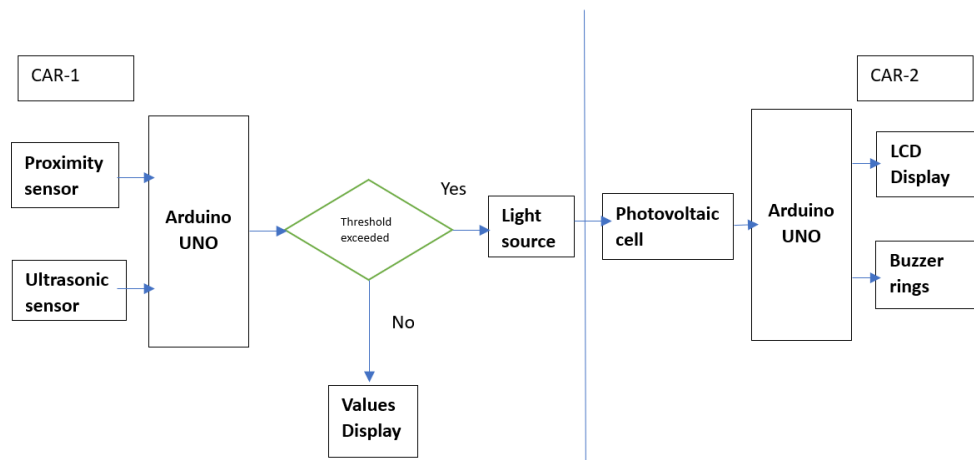 CAR-1
CAR-2
Proximity
sensor
Ultrasonic
sensor
Arduino
UNO
Threshold
exceeded
Yes
No
Values
Display
Light
source
Photovoltaic
cell
Arduino
UNO
LCD
Display
Buzzer
rings